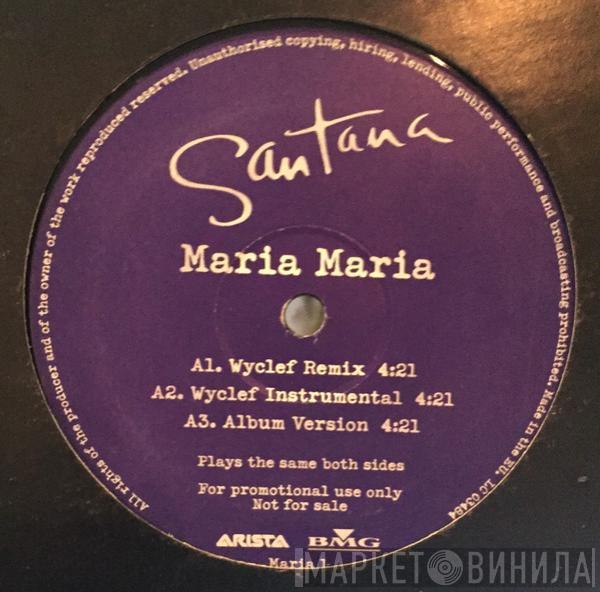 All rights of the producer and of the owner of the work reproduced reserved. Unauthorised copying, hiring, lending, public performance and broadcasting prohibited. Made in the EU. LC 03484
Santana
Maria Maria
A1. Wyclef Remix 4:21
A2. Wyclef Instrumental 4:21
A3. Album Version 4:21
Plays the same both sides
For promotional use only
Not for sale
ARISTA BMG
Maria 1
МАРКЕТ ВИНИЛА